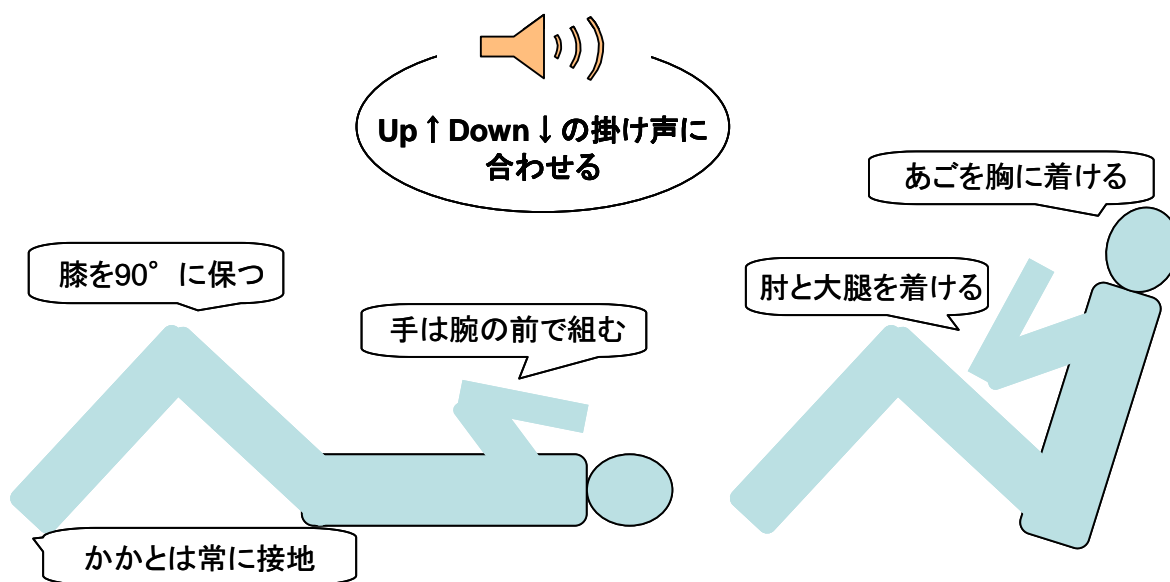 Up↑Down↓の掛け声に
合わせる
あごを胸に着ける
膝を90°に保つ
肘と大腿を着ける
手は腕の前で組む
かかとは常に接地